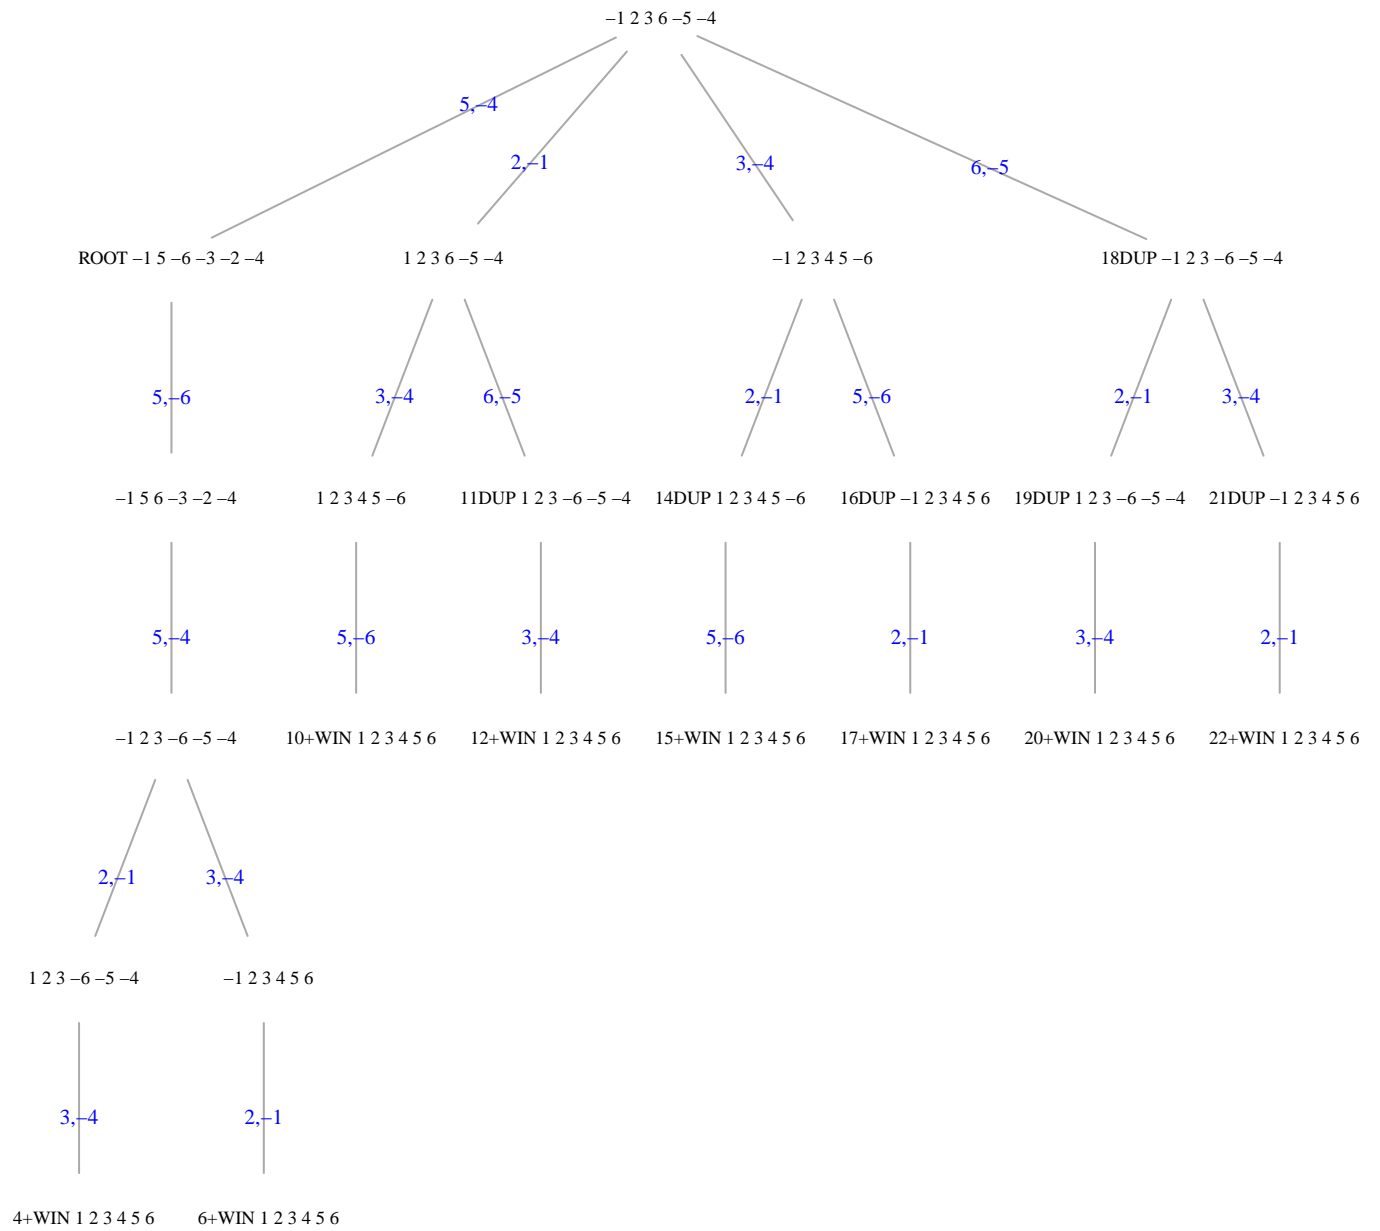 –1 2 3 6 –5 –4
5,–4
2,–1
3,–4
6,–5
ROOT –1 5 –6 –3 –2 –4
1 2 3 6 –5 –4
–1 2 3 4 5 –6
18DUP –1 2 3 –6 –5 –4
5,–6
3,–4
6,–5
2,–1
5,–6
2,–1
3,–4
–1 5 6 –3 –2 –4
1 2 3 4 5 –6
11DUP 1 2 3 –6 –5 –4
14DUP 1 2 3 4 5 –6
16DUP –1 2 3 4 5 6
19DUP 1 2 3 –6 –5 –4
21DUP –1 2 3 4 5 6
5,–4
5,–6
3,–4
5,–6
2,–1
3,–4
2,–1
–1 2 3 –6 –5 –4
10+WIN 1 2 3 4 5 6
12+WIN 1 2 3 4 5 6
15+WIN 1 2 3 4 5 6
17+WIN 1 2 3 4 5 6
20+WIN 1 2 3 4 5 6
22+WIN 1 2 3 4 5 6
2,–1
3,–4
1 2 3 –6 –5 –4
–1 2 3 4 5 6
3,–4
2,–1
4+WIN 1 2 3 4 5 6
6+WIN 1 2 3 4 5 6